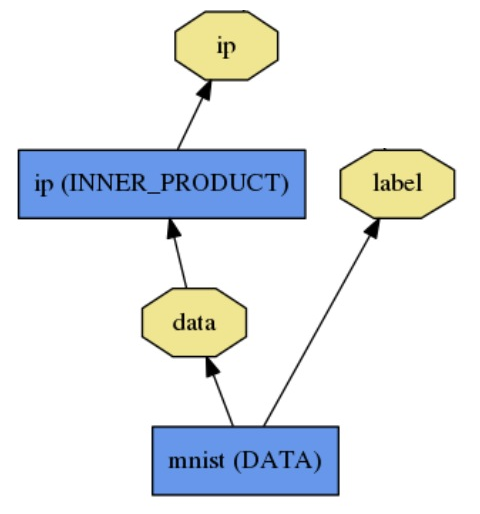 ip
ip (INNER_PRODUCT)
label
data
mnist (DATA)